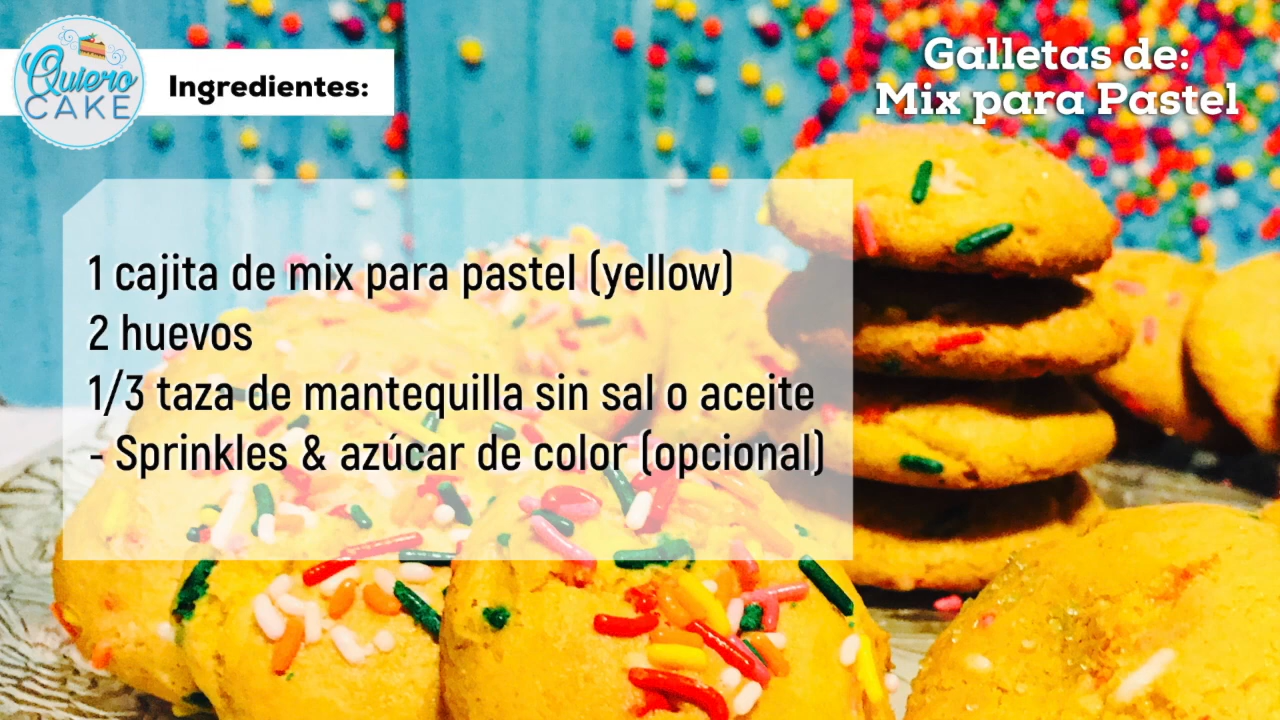 Quiero
CAKE
Ingredientes:
Galletas de:
Mix para Pastel
1 cajita de mix para pastel (yellow)
2 huevos
1/3 taza de mantequilla sin sal o aceite
- Sprinkles & azúcar de color (opcional)